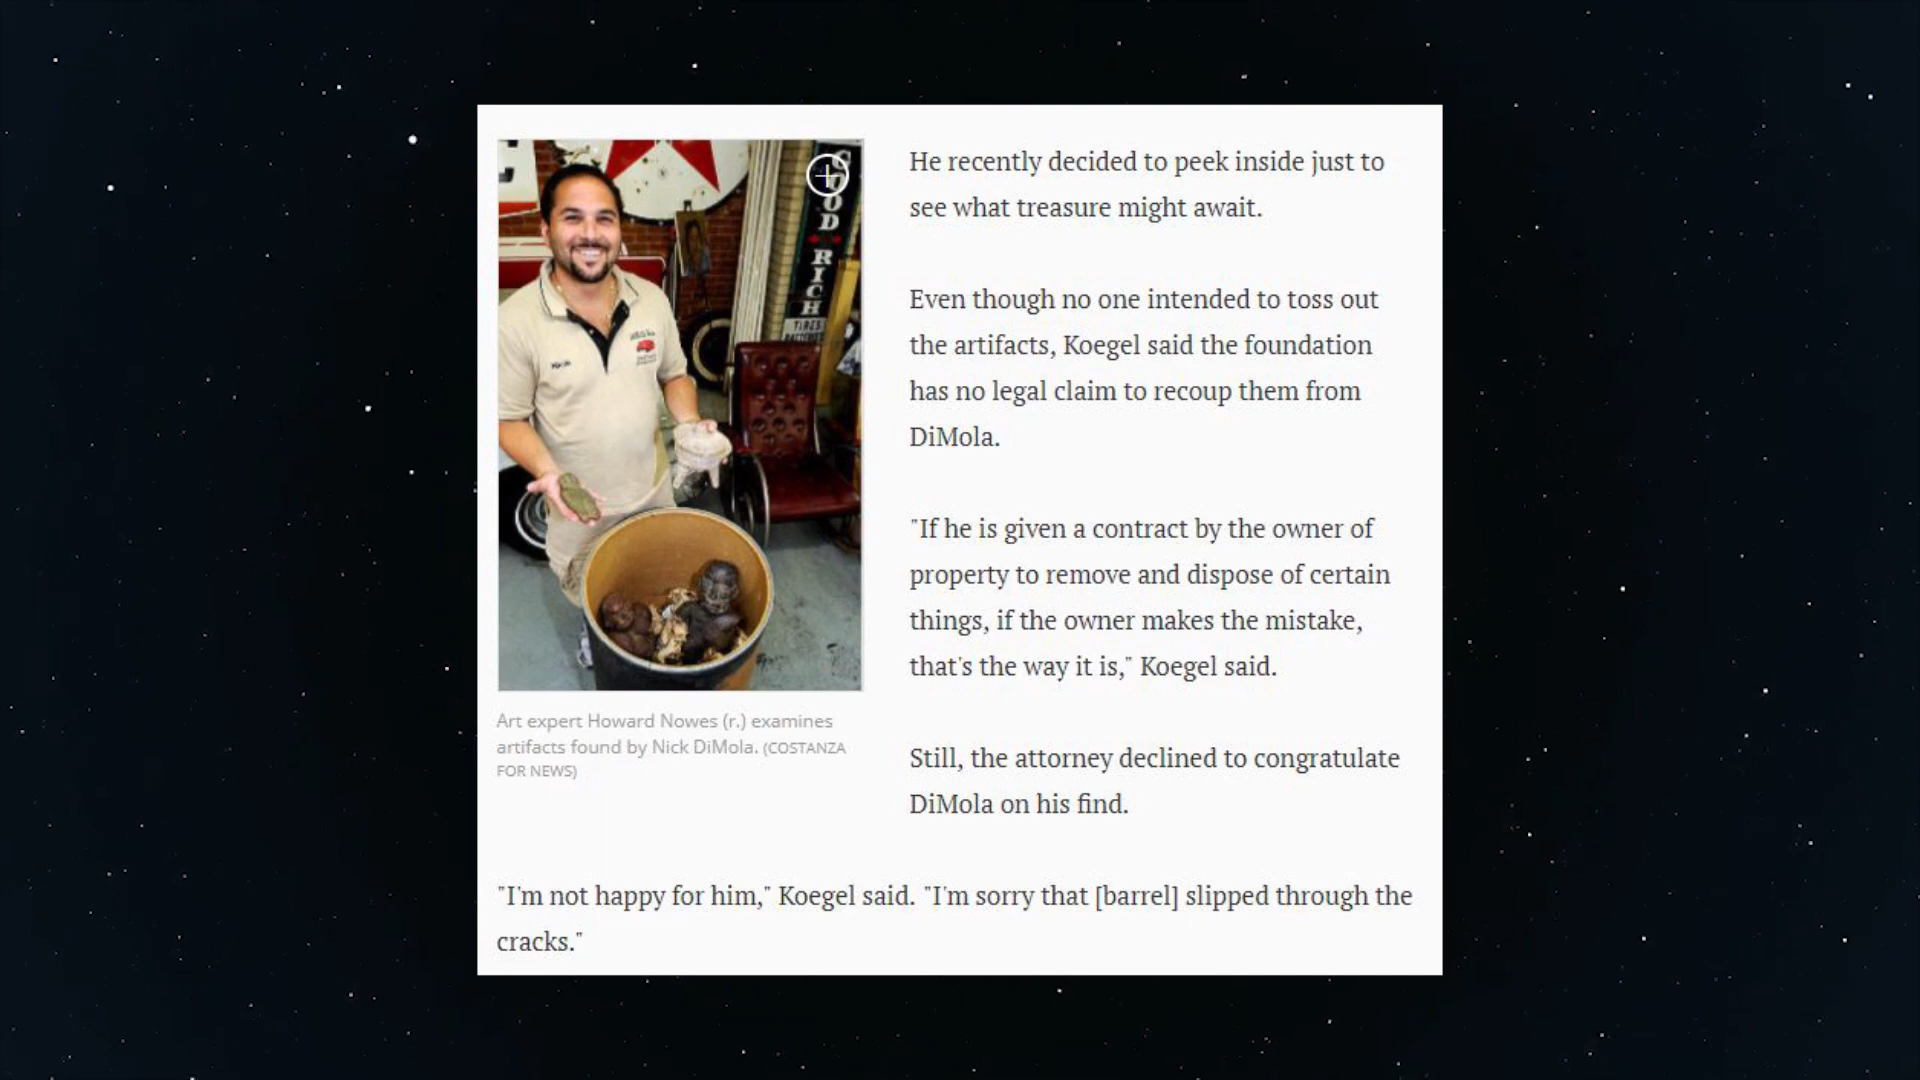 GOOD
RICH
TIRES
He recently decided to peek inside just to
see what treasure might await.
Even though no one intended to toss out
the artifacts, Koegel said the foundation
has no legal claim to recoup them from
DiMola.
"If he is given a contract by the owner of
property to remove and dispose of certain
things, if the owner makes the mistake,
that's the way it is," Koegel said.
Still, the attorney declined to congratulate
DiMola on his find.
Art expert Howard Nowes (r.) examines
artifacts found by Nick DiMola. (COSTANZA
FOR NEWS)
"I'm not happy for him," Koegel said. "I'm sorry that [barrel] slipped through the
cracks."